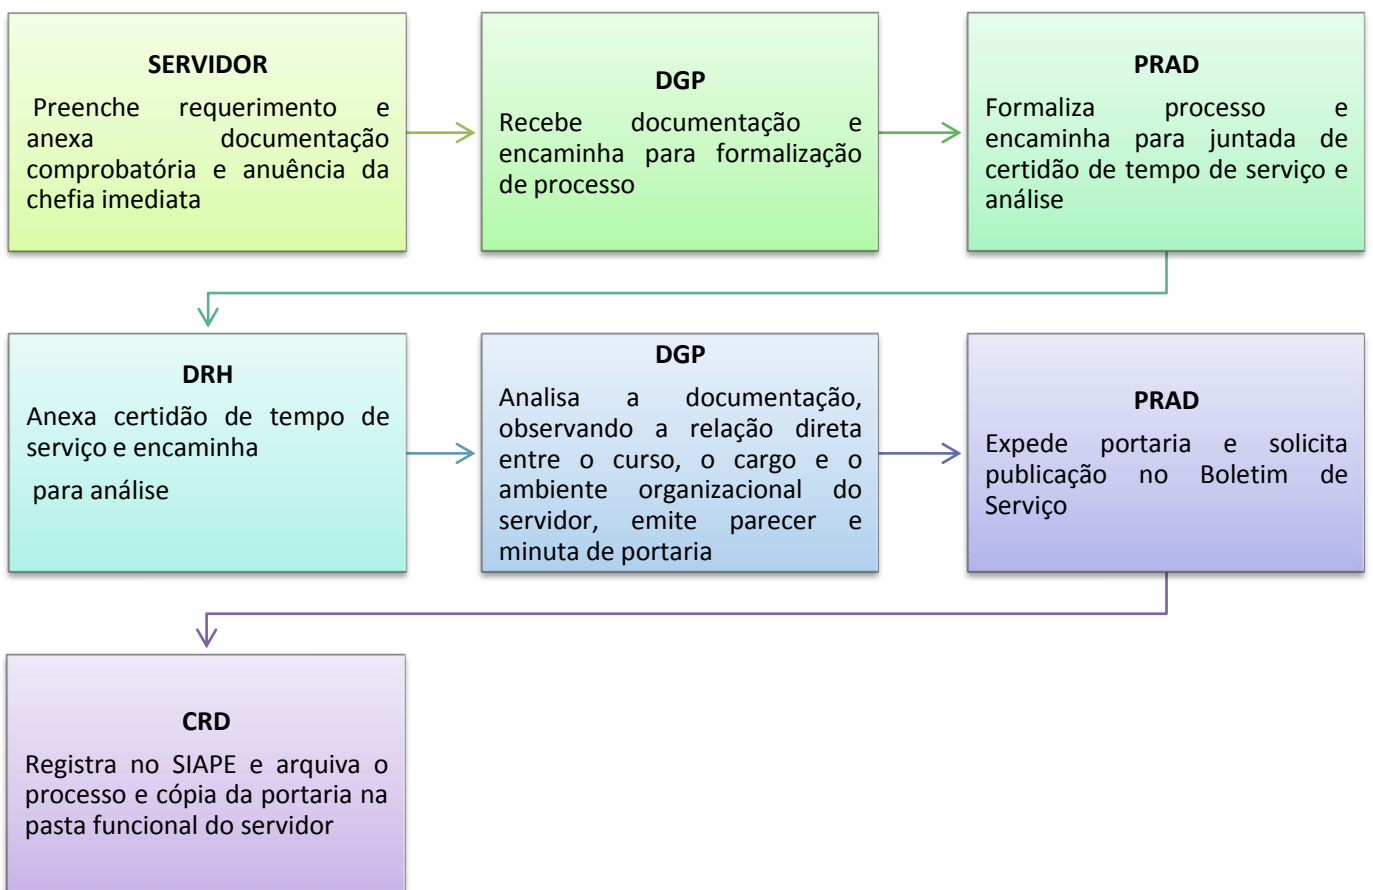 SERVIDOR
Preenche requerimento e
anexa documentação
comprobatória e anuência da
chefia imediata
DGP
Recebe documentação e
encaminha para formalização
de processo
PRAD
Formaliza processo e
encaminha para juntada de
certidão de tempo de serviço e
análise
DRH
Anexa certidão de tempo de
serviço e encaminha
para análise
DGP
Analisa a documentação,
observando a relação direta
entre o curso, o cargo e o
ambiente organizacional do
servidor, emite parecer e
minuta de portaria
PRAD
Expede portaria e solicita
publicação no Boletim de
Serviço
CRD
Registra no SIAPE e arquiva o
processo e cópia da portaria na
pasta funcional do servidor